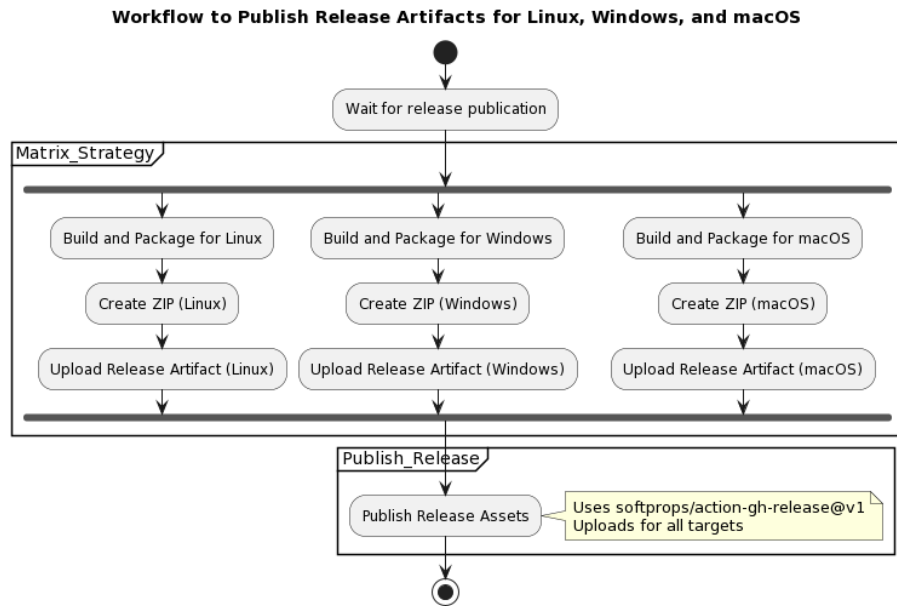 Workflow to Publish Release Artifacts for Linux, Windows, and macOS
Wait for release publication
Matrix_Strategy
Build and Package for Linux
Build and Package for Windows
Build and Package for macOS
Create ZIP (Linux)
Create ZIP (Windows)
Create ZIP (macOS)
Upload Release Artifact (Linux)
Upload Release Artifact (Windows)
Upload Release Artifact (macOS)
Publish_Release
Publish Release Assets
Uses softprops/action-gh-release@v1
Uploads for all targets